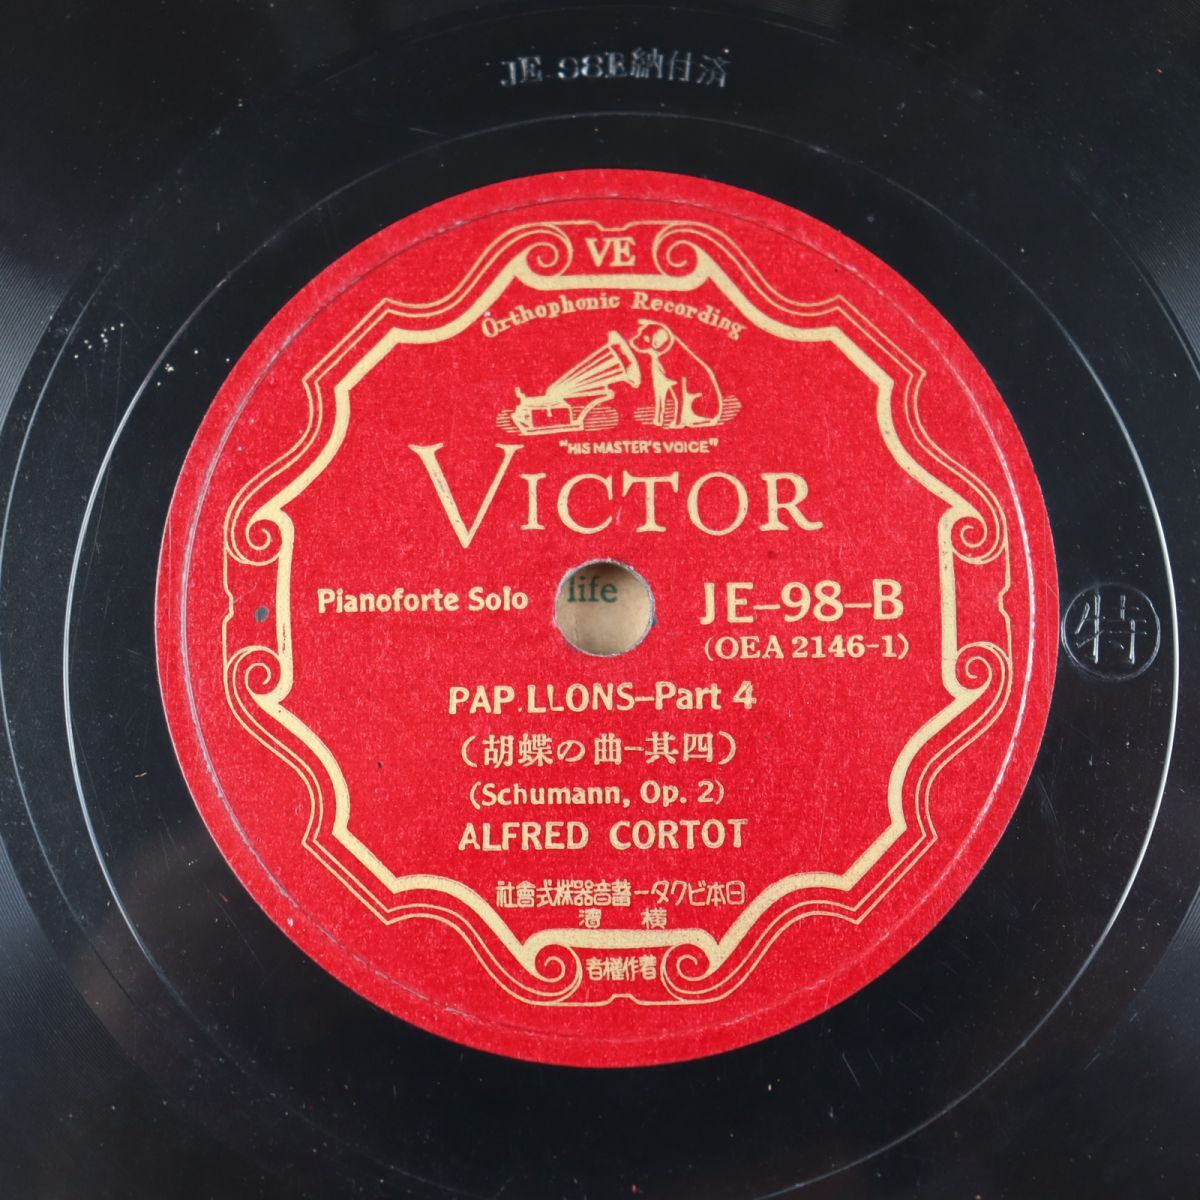 JE 98B納付済
VE
Orthophonic Recording
"HIS MASTER'S VOICE"
VICTOR
Pianoforte Solo
life
JE-98-B
(OEA 2146-1)
特
PAP.LLONS-Part 4
(胡蝶の曲-其四)
(Schumann, Op. 2)
ALFRED CORTOT
社會式株器音蓄ータクビ本日
濱橫
者權作著